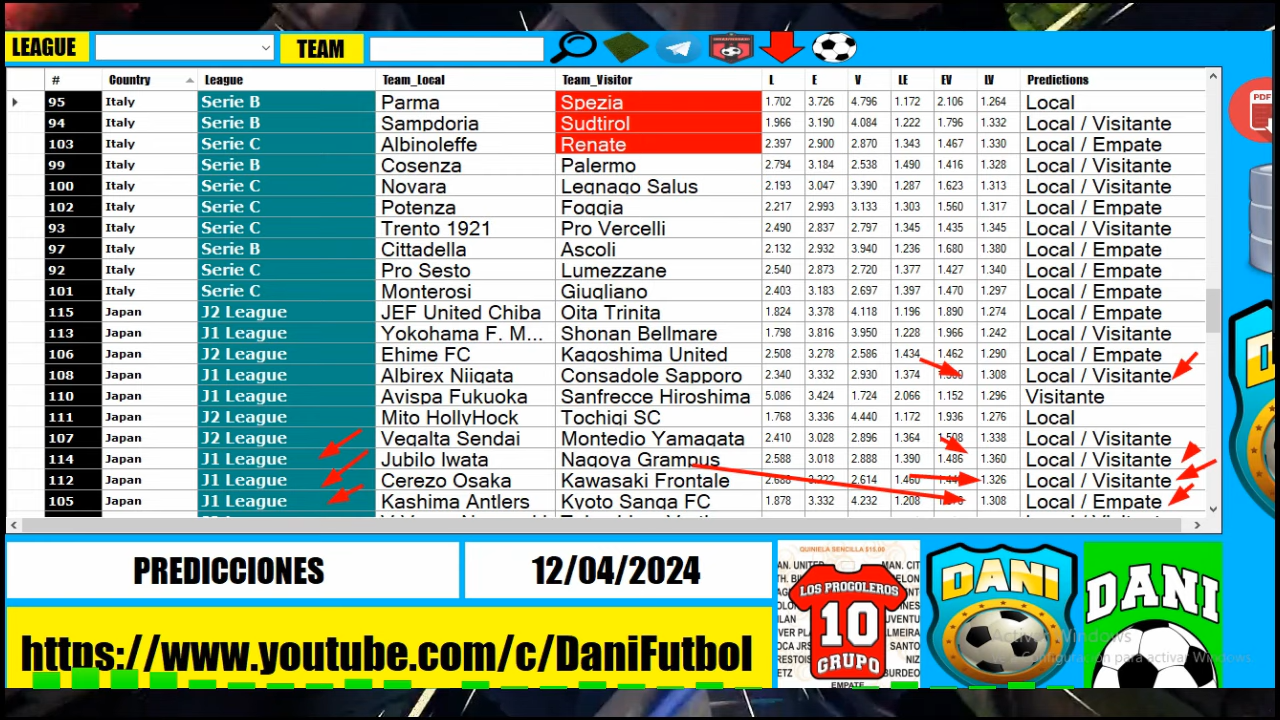 LEAGUE TEAM
# Country League Team_Local Team_Visitor L E V LE EV LV Predictions
95 Italy Serie B Parma Spezia 1.702 3.726 4.796 1.172 2.106 1.264 Local
94 Italy Serie B Sampdoria Sudtirol 1.966 3.190 4.084 1.222 1.796 1.332 Local / Visitante
103 Italy Serie C Albinoleffe Renate 2.397 2.900 2.870 1.343 1.467 1.330 Local / Empate
99 Italy Serie B Cosenza Palermo 2.794 3.184 2.538 1.490 1.416 1.328 Local / Visitante
100 Italy Serie C Novara Legnago Salus 2.193 3.047 3.390 1.287 1.623 1.313 Local / Visitante
102 Italy Serie C Potenza Foggia 2.217 2.993 3.133 1.303 1.560 1.317 Local / Empate
93 Italy Serie C Trento 1921 Pro Vercelli 2.490 2.837 2.797 1.345 1.435 1.345 Local / Visitante
97 Italy Serie B Cittadella Ascoli 2.132 2.932 3.940 1.236 1.680 1.380 Local / Empate
92 Italy Serie C Pro Sesto Lumezzane 2.540 2.873 2.720 1.377 1.427 1.340 Local / Empate
101 Italy Serie C Monterosi Giugliano 2.403 3.183 2.697 1.397 1.470 1.297 Local / Empate
115 Japan J2 League JEF United Chiba Oita Trinita 1.824 3.378 4.118 1.196 1.890 1.274 Local / Empate
113 Japan J1 League Yokohama F. M... Shonan Bellmare 1.798 3.816 3.950 1.228 1.968 1.242 Local / Visitante
106 Japan J2 League Ehime FC Kagoshima United 2.508 3.278 2.586 1.434 1.462 1.290 Local / Empate
108 Japan J1 League Albirex Niigata Consadole Sapporo 2.340 3.332 2.930 1.374 1.308 Local / Visitante
110 Japan J1 League Avispa Fukuoka Sanfrecce Hiroshima 5.086 3.424 1.724 2.066 1.152 1.296 Visitante
111 Japan J2 League Mito HollyHock Tochigi SC 1.768 3.336 4.440 1.172 1.936 1.276 Local
107 Japan J2 League Vegalta Sendai Montedio Yamagata 2.410 3.028 2.896 1.364 1.508 1.338 Local / Visitante
114 Japan J1 League Jubilo Iwata Nagoya Grampus 2.588 3.018 2.888 1.390 1.486 1.360 Local / Visitante
112 Japan J1 League Cerezo Osaka Kawasaki Frontale 2.688 2.614 1.460 1.326 Local / Visitante
105 Japan J1 League Kashima Antlers Kyoto Sanga FC 1.878 3.332 4.232 1.208 1.308 Local / Empate
PREDICCIONES 12/04/2024
https://www.youtube.com/c/DaniFutbol
QUINIELA SENCILLA $15.00
LOS PROGOLEROS
10
GRUPO
EMPATE
DANI
DANI
PDF
Activar Windows
Configuración para activar Windows.